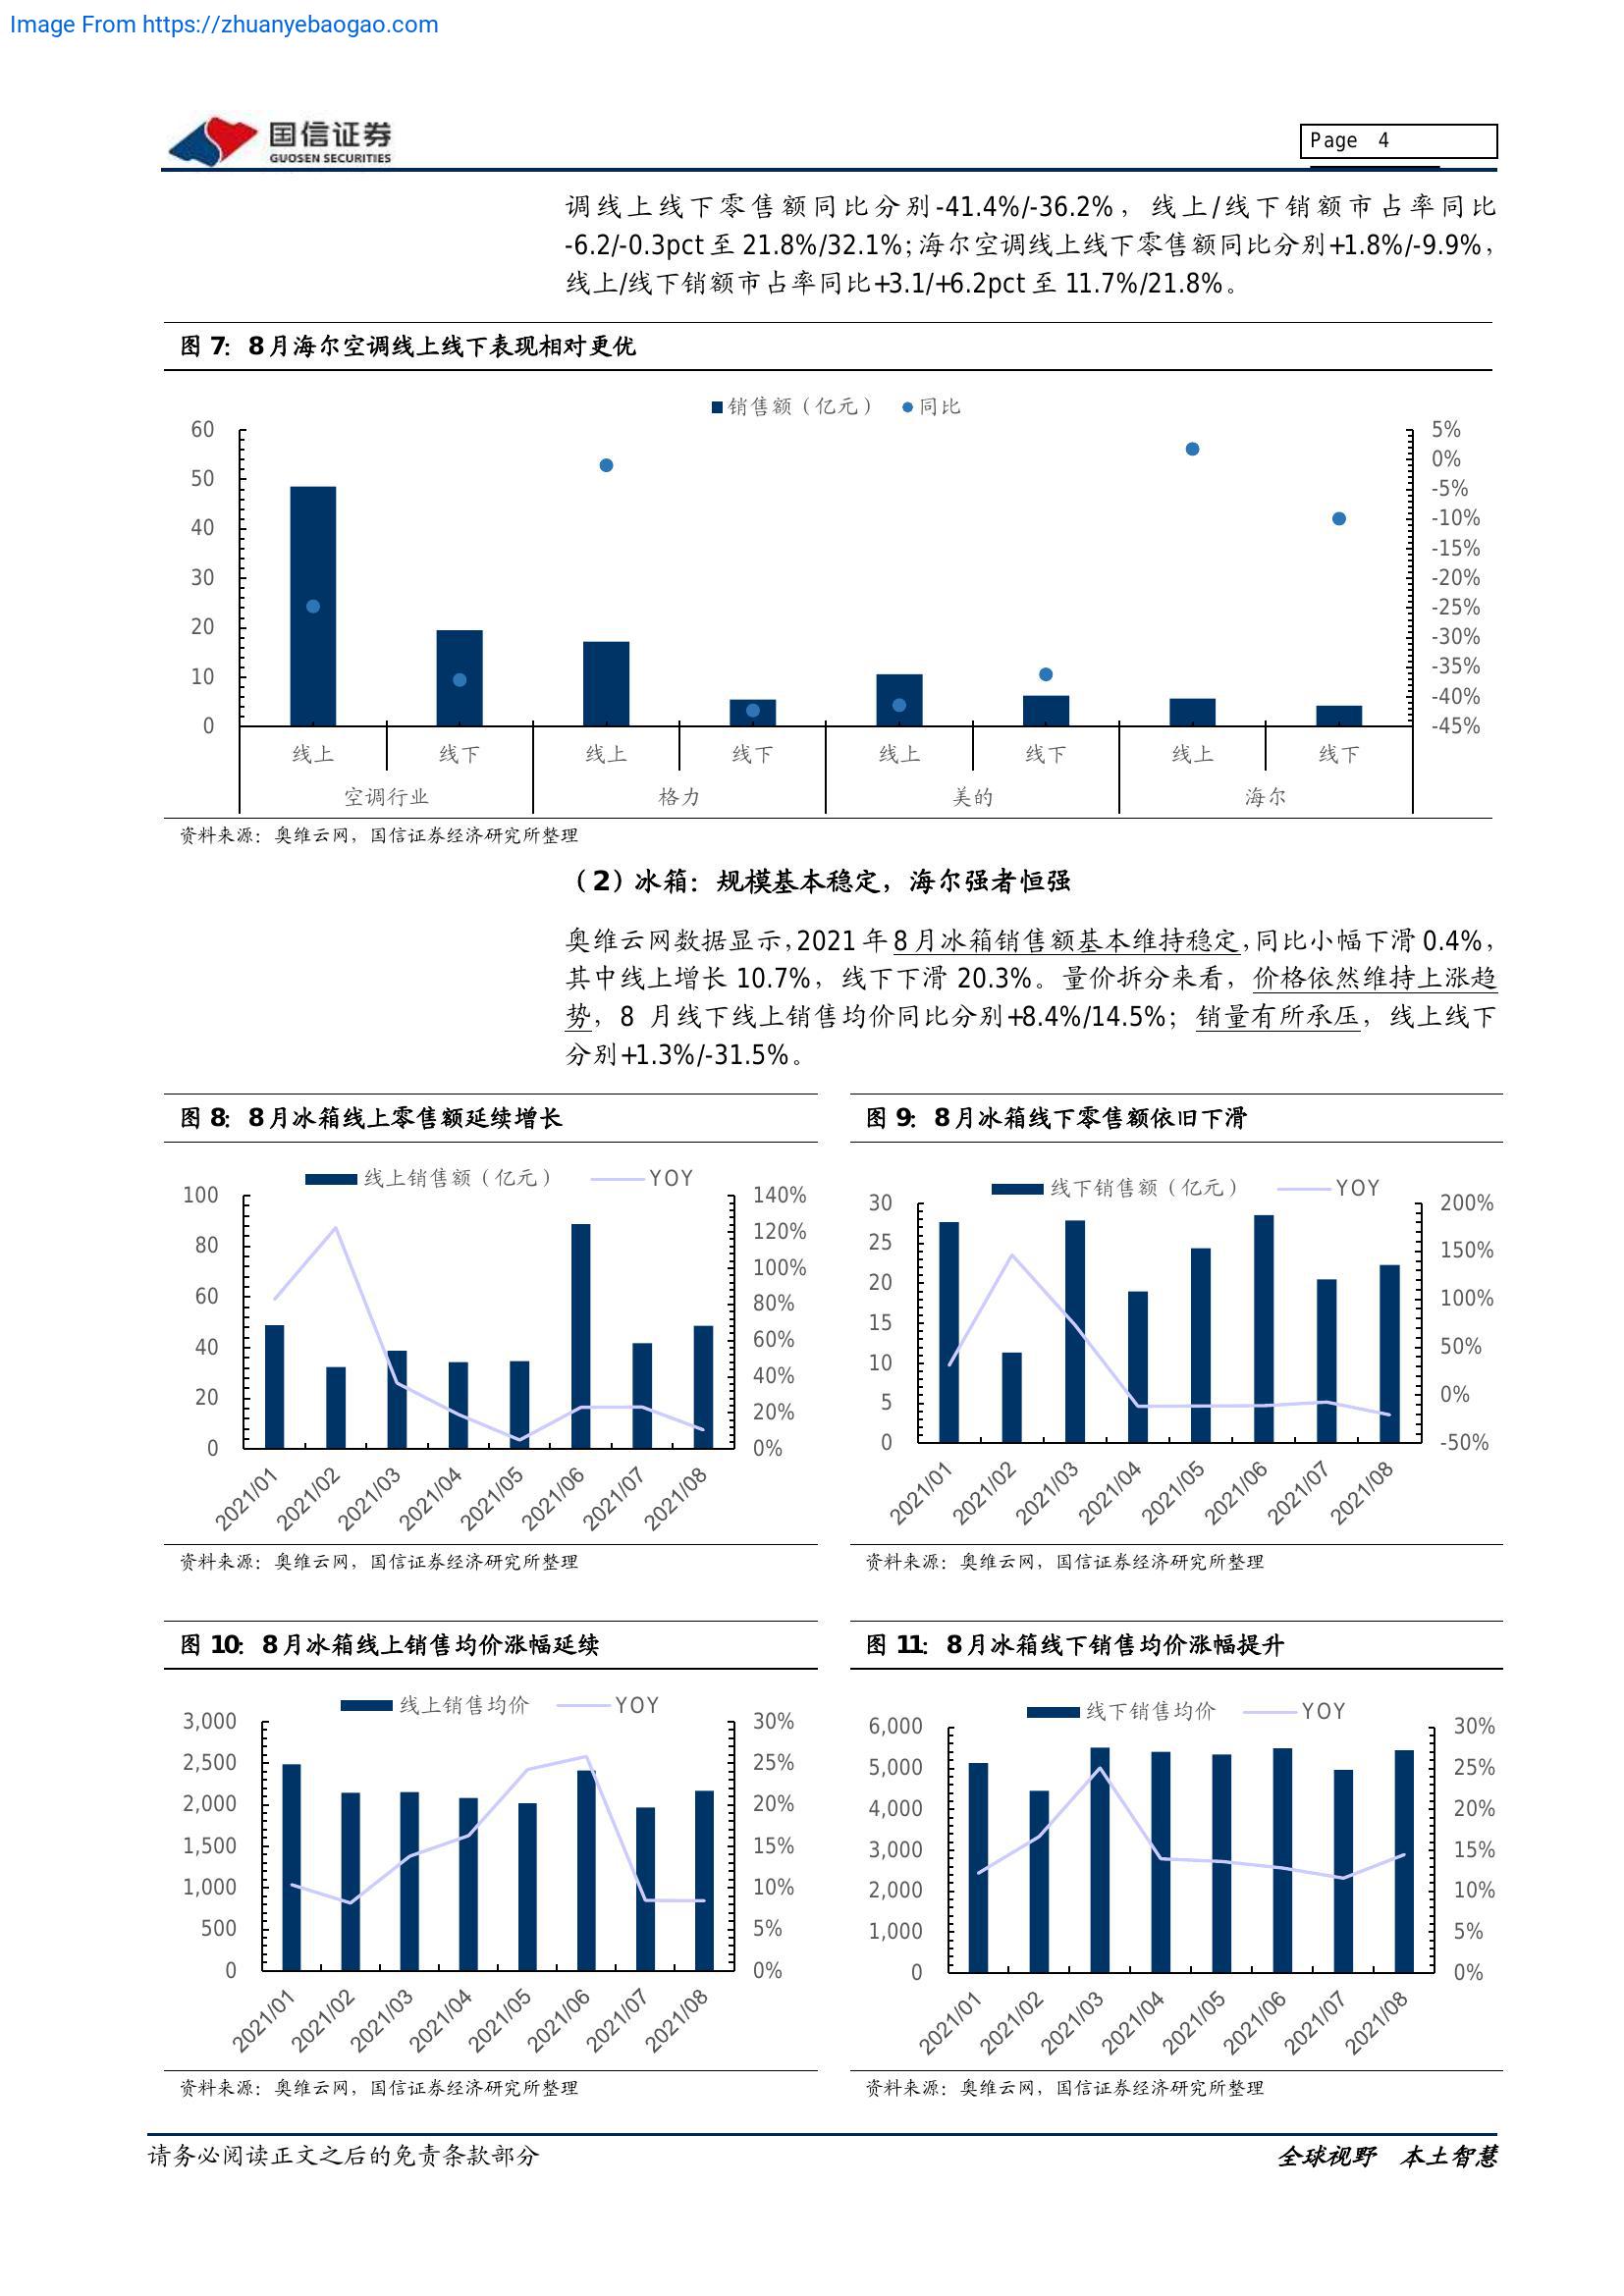 Image From https://zhuanyebaogao.com
国信证券
GUOSEN SECURITIES
Page 4
调线上线下零售额同比分别-41.4%/-36.2%，线上/线下销额市占率同比
-6.2/-0.3pct 至 21.8%/32.1%；海尔空调线上线下零售额同比分别+1.8%/-9.9%，
线上/线下销额市占率同比+3.1/+6.2pct 至 11.7%/21.8%。
图 7：8 月海尔空调线上线下表现相对更优
销售额（亿元） 同比
60
50
40
30
20
10
0
5%
0%
-5%
-10%
-15%
-20%
-25%
-30%
-35%
-40%
-45%
线上 线下 线上 线下 线上 线下 线上 线下
空调行业 格力 美的 海尔
资料来源：奥维云网，国信证券经济研究所整理
（2）冰箱：规模基本稳定，海尔强者恒强
奥维云网数据显示，2021 年 8 月冰箱销售额基本维持稳定，同比小幅下滑 0.4%，
其中线上增长 10.7%，线下下滑 20.3%。量价拆分来看，价格依然维持上涨趋
势，8 月线下线上销售均价同比分别+8.4%/14.5%；销量有所承压，线上线下
分别+1.3%/-31.5%。
图 8：8 月冰箱线上零售额延续增长
线上销售额（亿元） YOY
100
80
60
40
20
0
140%
120%
100%
80%
60%
40%
20%
0%
2021/01 2021/02 2021/03 2021/04 2021/05 2021/06 2021/07 2021/08
资料来源：奥维云网，国信证券经济研究所整理
图 9：8 月冰箱线下零售额依旧下滑
线下销售额（亿元） YOY
30
25
20
15
10
5
0
200%
150%
100%
50%
0%
-50%
2021/01 2021/02 2021/03 2021/04 2021/05 2021/06 2021/07 2021/08
资料来源：奥维云网，国信证券经济研究所整理
图 10：8 月冰箱线上销售均价涨幅延续
线上销售均价 YOY
3,000
2,500
2,000
1,500
1,000
500
0
30%
25%
20%
15%
10%
5%
0%
2021/01 2021/02 2021/03 2021/04 2021/05 2021/06 2021/07 2021/08
资料来源：奥维云网，国信证券经济研究所整理
图 11：8 月冰箱线下销售均价涨幅提升
线下销售均价 YOY
6,000
5,000
4,000
3,000
2,000
1,000
0
30%
25%
20%
15%
10%
5%
0%
2021/01 2021/02 2021/03 2021/04 2021/05 2021/06 2021/07 2021/08
资料来源：奥维云网，国信证券经济研究所整理
请务必阅读正文之后的免责条款部分
全球视野 本土智慧